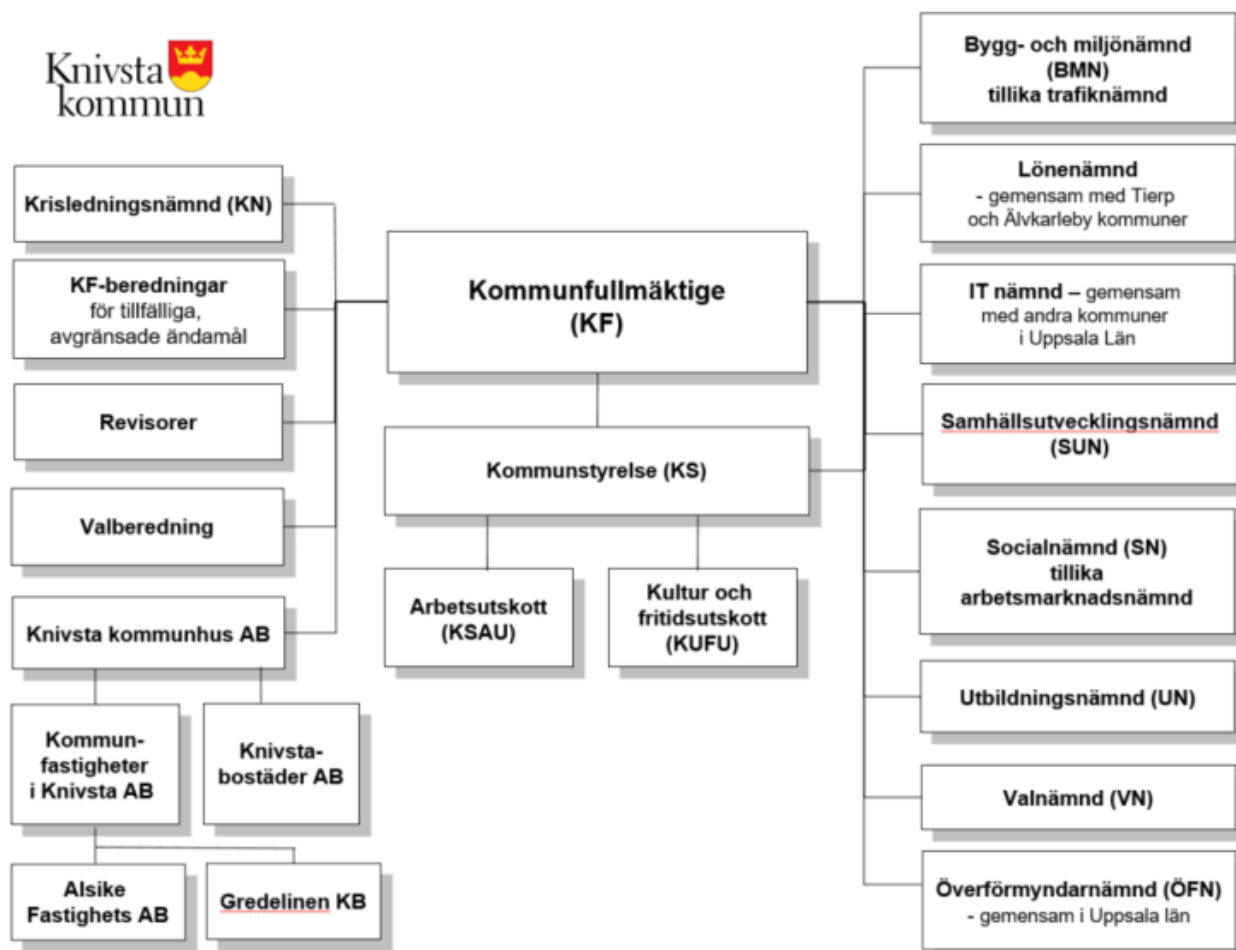 Knivsta
kommun
Krisledningsnämnd (KN)
KF-beredningar
för tillfälliga,
avgränsade ändamål
Revisorer
Valberedning
Knivsta kommunhus AB
Kommun-
fastigheter
i Knivsta AB
Knivsta-
bostäder AB
Alsike
Fastighets AB
Gredelinen KB
Kommunfullmäktige
(KF)
Kommunstyrelse (KS)
Arbetsutskott
(KSAU)
Kultur och
fritidsutskott
(KUFU)
Bygg- och miljönämnd
(BMN)
tillika trafiknämnd
Lönenämnd
- gemensam med Tierp
och Älvkarleby kommuner
IT nämnd – gemensam
med andra kommuner
i Uppsala Län
Samhällsutvecklingsnämnd
(SUN)
Socialnämnd (SN)
tillika
arbetsmarknadsnämnd
Utbildningsnämnd (UN)
Valnämnd (VN)
Överförmyndarnämnd (ÖFN)
- gemensam i Uppsala län